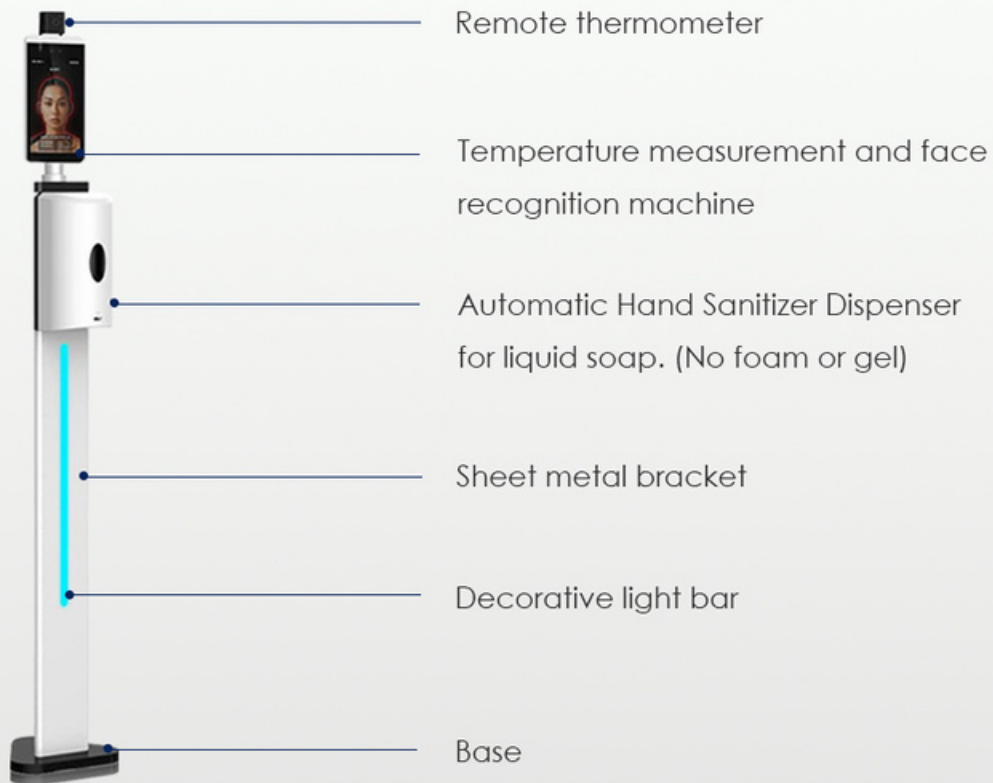 Remote thermometer
Temperature measurement and face
recognition machine
Automatic Hand Sanitizer Dispenser
for liquid soap. (No foam or gel)
Sheet metal bracket
Decorative light bar
Base